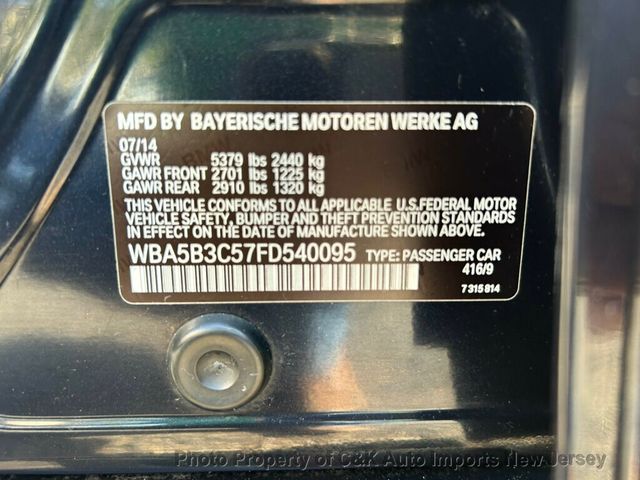 MFD BY BAYERISCHE MOTOREN WERKE AG
07/14
GVWR 5379 lbs 2440 kg
GAWR FRONT 2701 lbs 1225 kg
GAWR REAR 2910 lbs 1320 kg
THIS VEHICLE CONFORMS TO ALL APPLICABLE U.S.FEDERAL MOTOR
VEHICLE SAFETY, BUMPER AND THEFT PREVENTION STANDARDS
IN EFFECT ON THE DATE OF MANUFACTURE SHOWN ABOVE.
WBA5B3C57FD540095 TYPE: PASSENGER CAR
416/9
7315814
Photo Property of C&K Auto Imports New Jersey